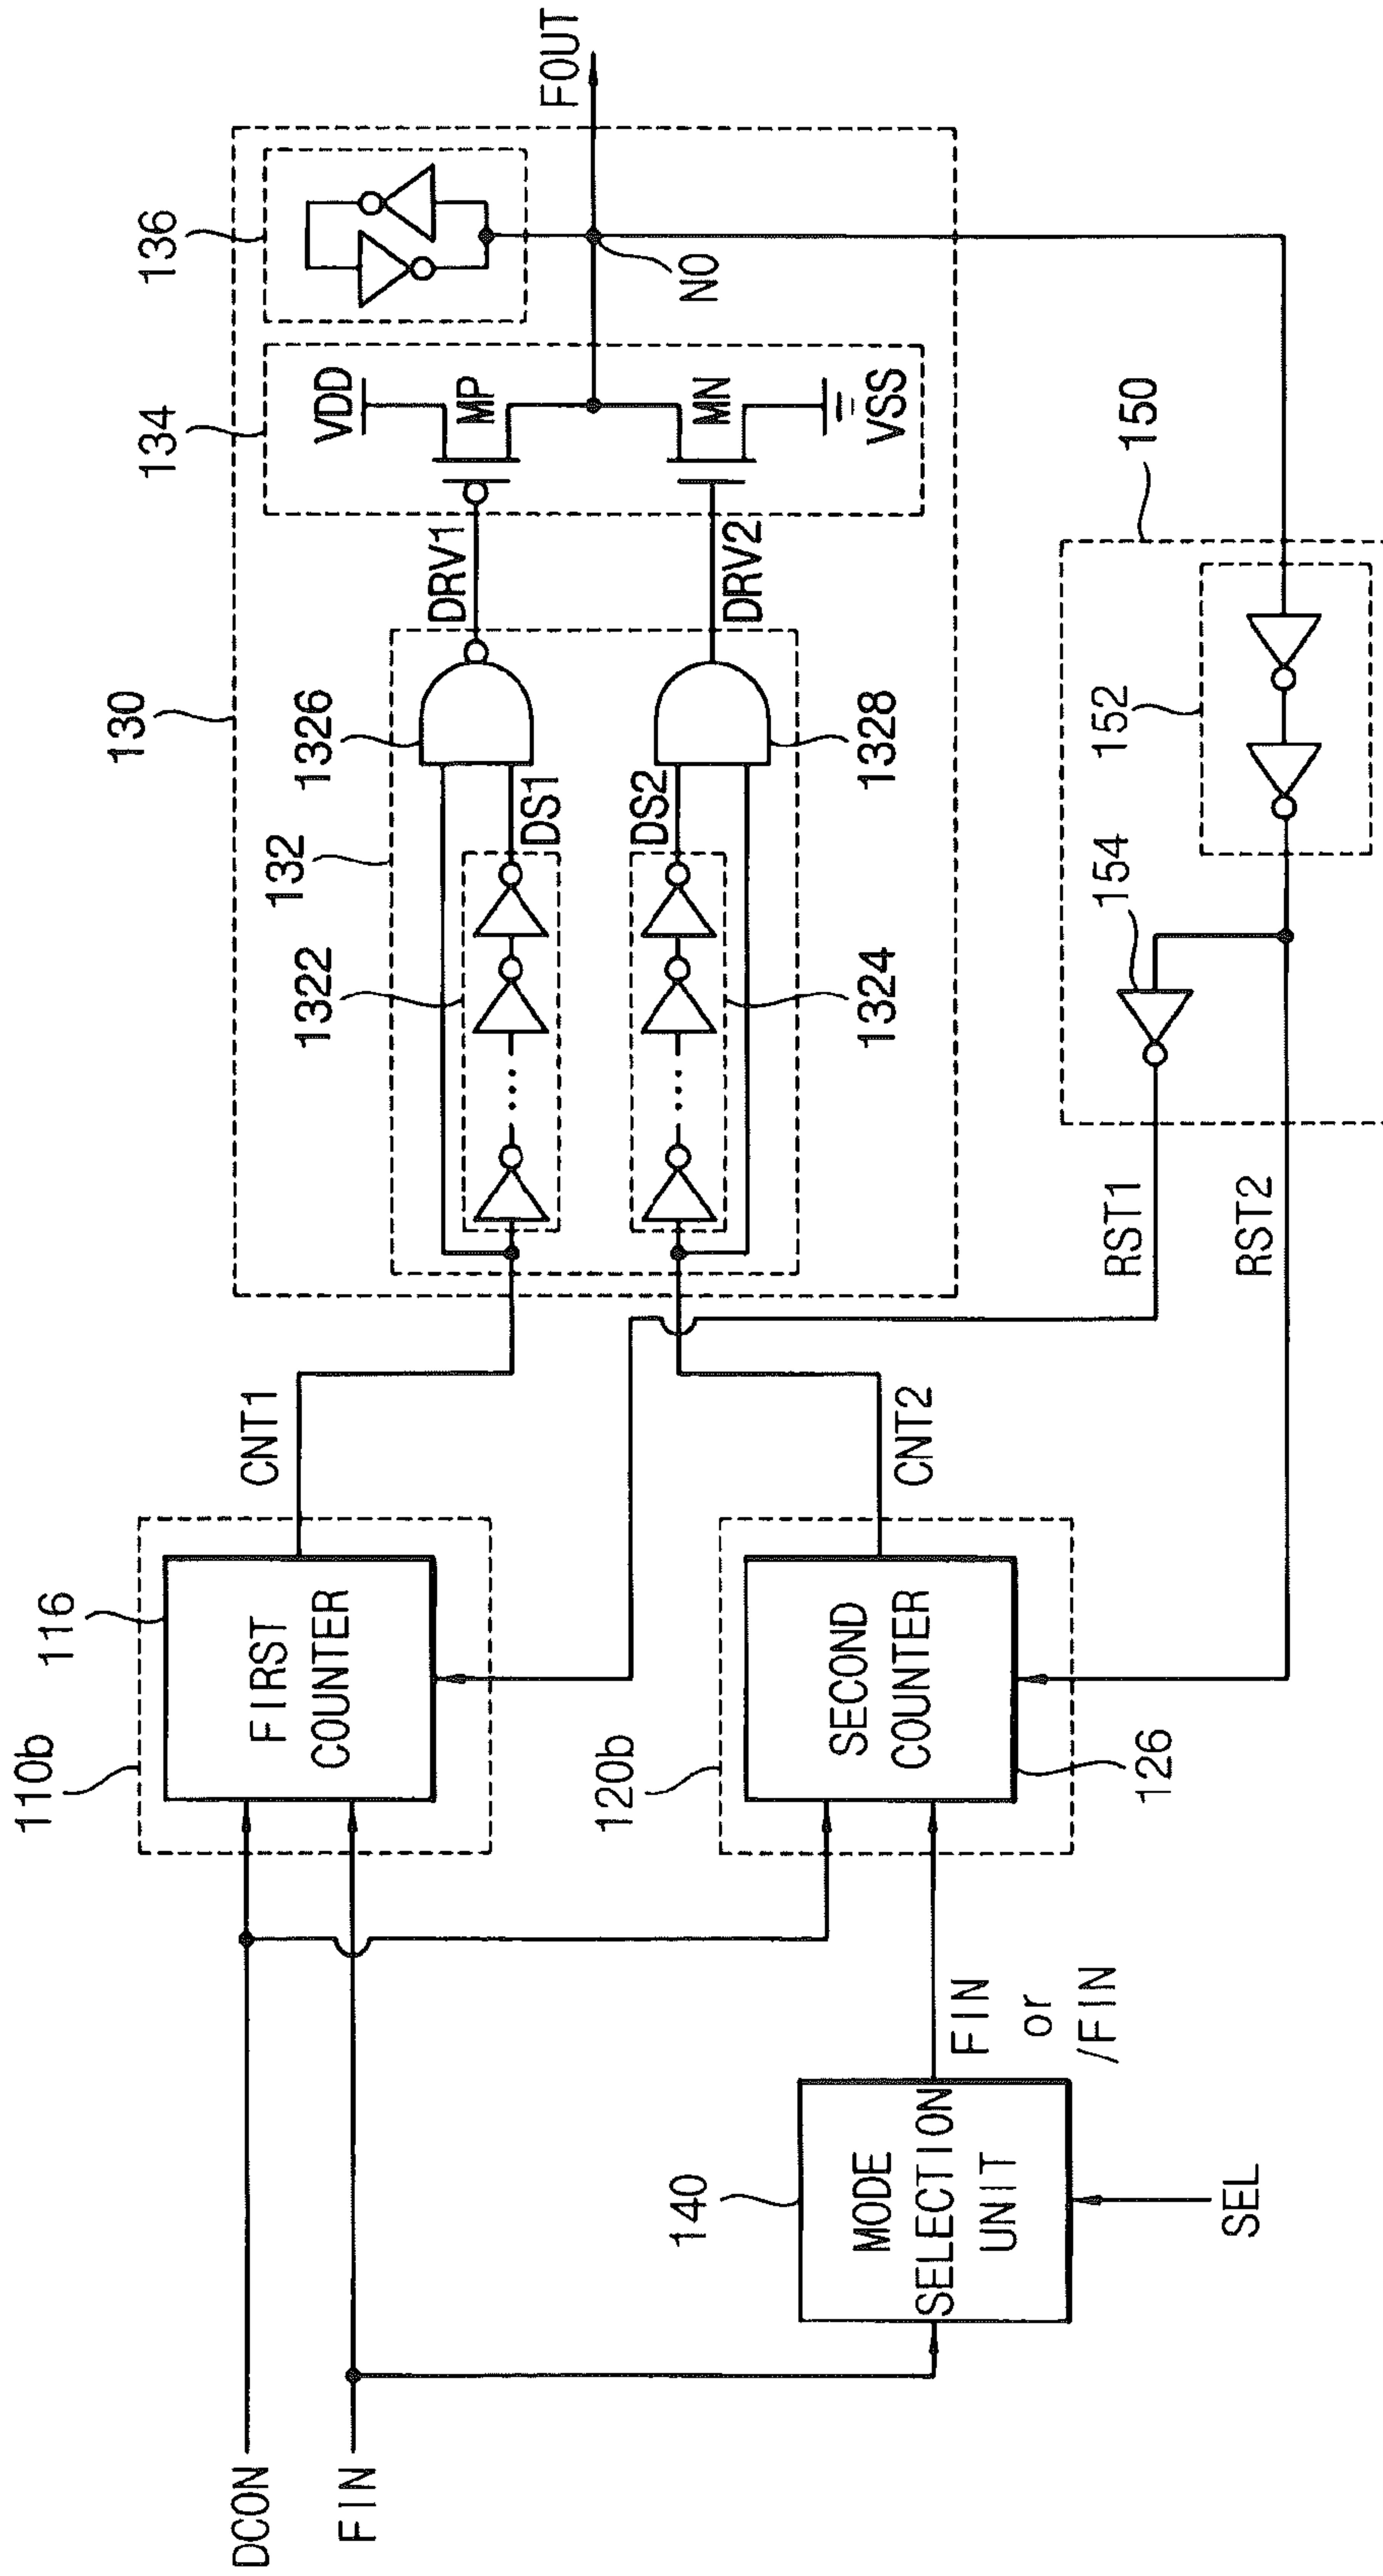 DCON
FIN
110b
116
FIRST
COUNTER
CNT1
140
MODE
SELECTION
UNIT
SEL
FIN
or
/FIN
120b
SECOND
COUNTER
126
CNT2
130
132
1322
DS1
1326
DRV1
DS2
1324
1328
DRV2
134
VDD
MP
MN
VSS
136
NO
FOUT
150
152
154
RST1
RST2